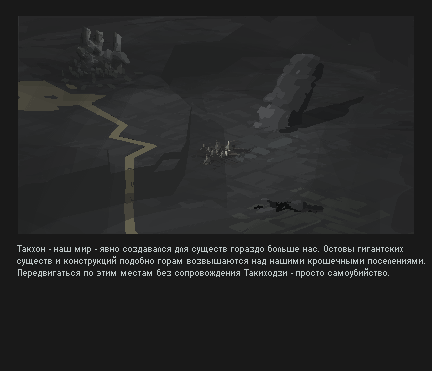 Такхон - наш мир - явно создавался для существ гораздо больше нас. Остовы гигантских
существ и конструкций подобно горам возвышаются над нашими крошечными поселениями.
Передвигаться по этим местам без сопровождения Такиходзи - просто самоубийство.